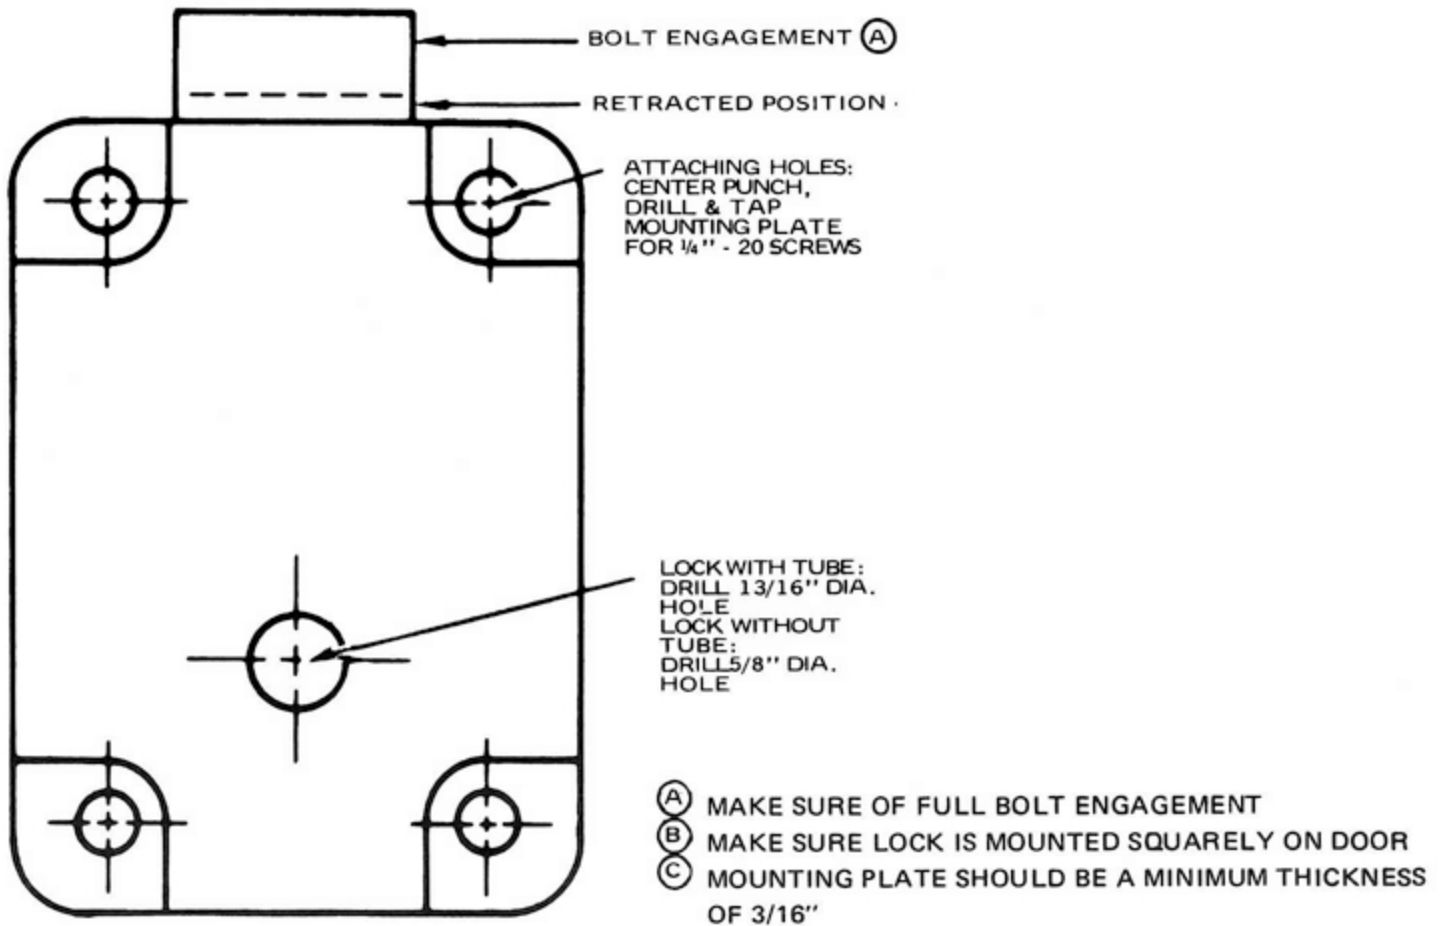 BOLT ENGAGEMENT Ⓐ
RETRACTED POSITION
ATTACHING HOLES:
CENTER PUNCH,
DRILL & TAP
MOUNTING PLATE
FOR ¼" - 20 SCREWS
LOCK WITH TUBE:
DRILL 13/16" DIA.
HOLE
LOCK WITHOUT
TUBE:
DRILL 5/8" DIA.
HOLE
Ⓐ MAKE SURE OF FULL BOLT ENGAGEMENT
Ⓑ MAKE SURE LOCK IS MOUNTED SQUARELY ON DOOR
Ⓒ MOUNTING PLATE SHOULD BE A MINIMUM THICKNESS
OF 3/16"